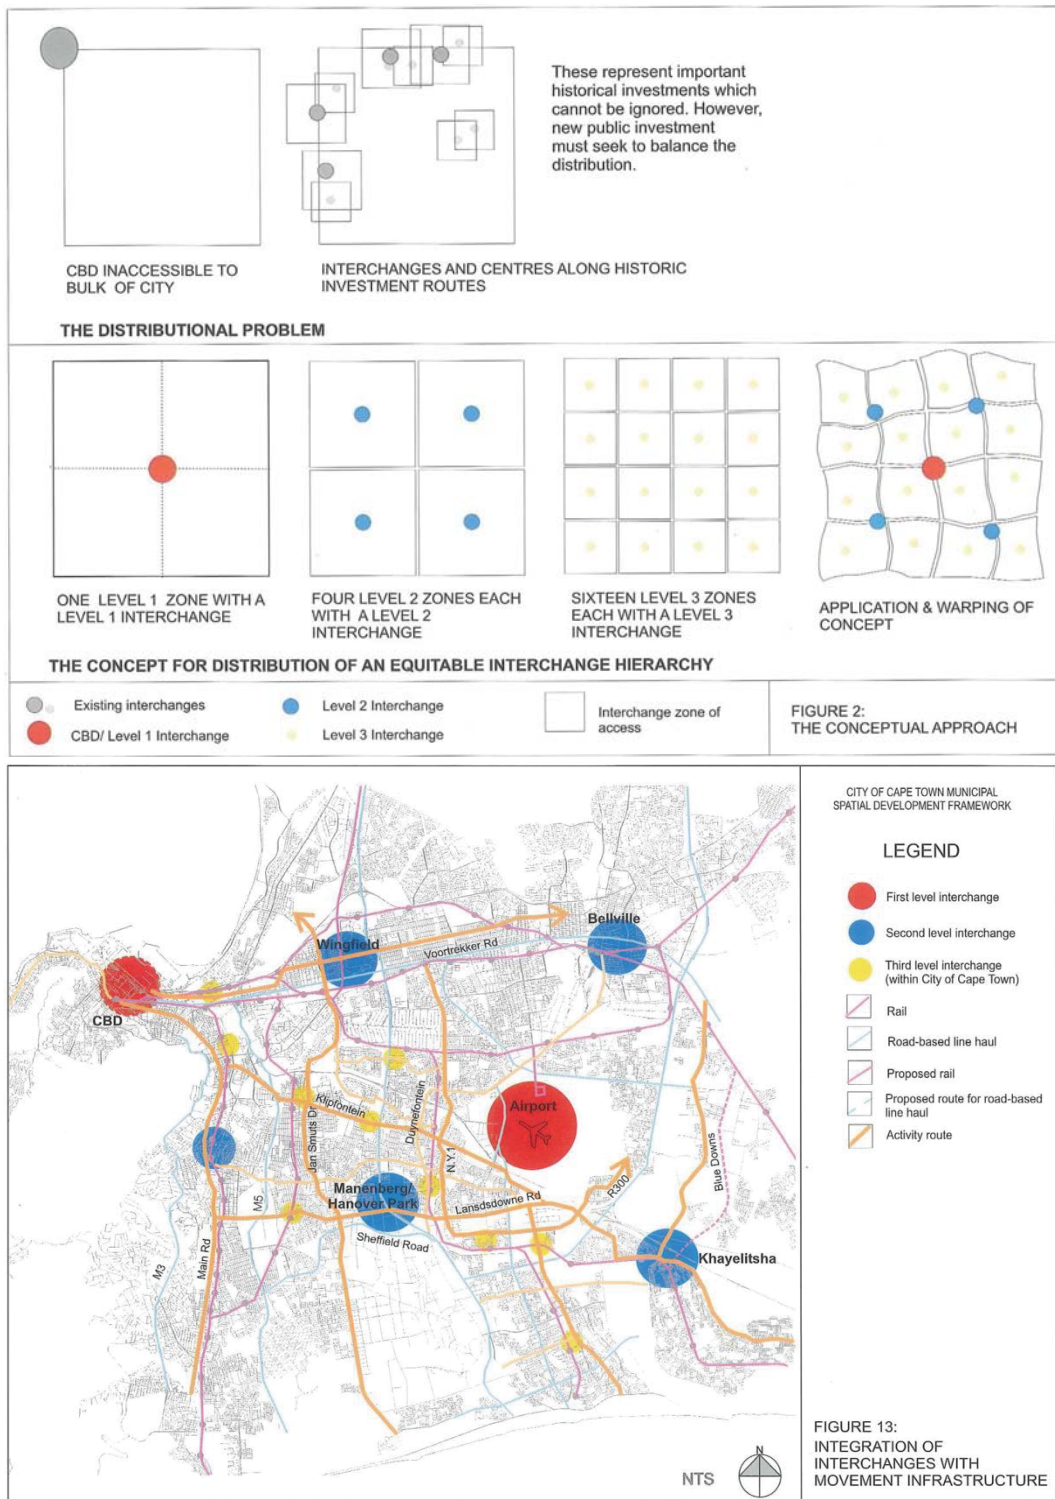 These represent important
historical investments which
cannot be ignored. However,
new public investment
must seek to balance the
distribution.
CBD INACCESSIBLE TO
BULK OF CITY
INTERCHANGES AND CENTRES ALONG HISTORIC
INVESTMENT ROUTES
THE DISTRIBUTIONAL PROBLEM
ONE LEVEL 1 ZONE WITH A
LEVEL 1 INTERCHANGE
FOUR LEVEL 2 ZONES EACH
WITH A LEVEL 2
INTERCHANGE
SIXTEEN LEVEL 3 ZONES
EACH WITH A LEVEL 3
INTERCHANGE
APPLICATION & WARPING OF
CONCEPT
THE CONCEPT FOR DISTRIBUTION OF AN EQUITABLE INTERCHANGE HIERARCHY
Existing interchanges
CBD/ Level 1 Interchange
Level 2 Interchange
Level 3 Interchange
Interchange zone of
access
FIGURE 2:
THE CONCEPTUAL APPROACH
CITY OF CAPE TOWN MUNICIPAL
SPATIAL DEVELOPMENT FRAMEWORK
LEGEND
First level interchange
Second level interchange
Third level interchange
(within City of Cape Town)
Rail
Road-based line haul
Proposed rail
Proposed route for road-based
line haul
Activity route
Bellville
Wingfield
Voortrekker Rd
CBD
Klipfontein
Jan Smuts Dr
Duynefontein
N.Y.1
Airport
Blue Downs
Manenberg/
Hanover Park
Lansdsdowne Rd
R300
M5
Sheffield Road
Main Rd
M3
Khayelitsha
NTS
N
FIGURE 13:
INTEGRATION OF
INTERCHANGES WITH
MOVEMENT INFRASTRUCTURE